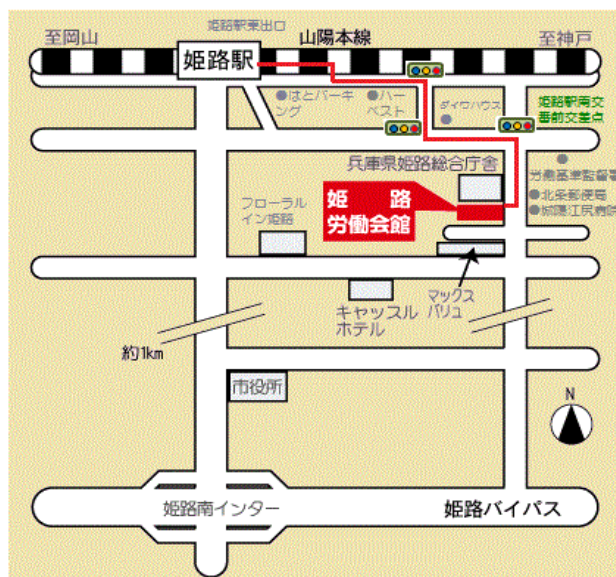 姫路駅東出口
至岡山
山陽本線
至神戸
姫路駅
●はとパーキ
ング
●ハー
ベスト
ダイワハウス
●
姫路駅南交
番前交差点
兵庫県姫路総合庁舎
●
労働基準監督署
●北条郵便局
●城陽江尻病院
姫　路
労働会館
フローラル
イン姫路
マックス
バリュ
キャッスル
ホテル
約1km
市役所
N
姫路南インター
姫路バイパス